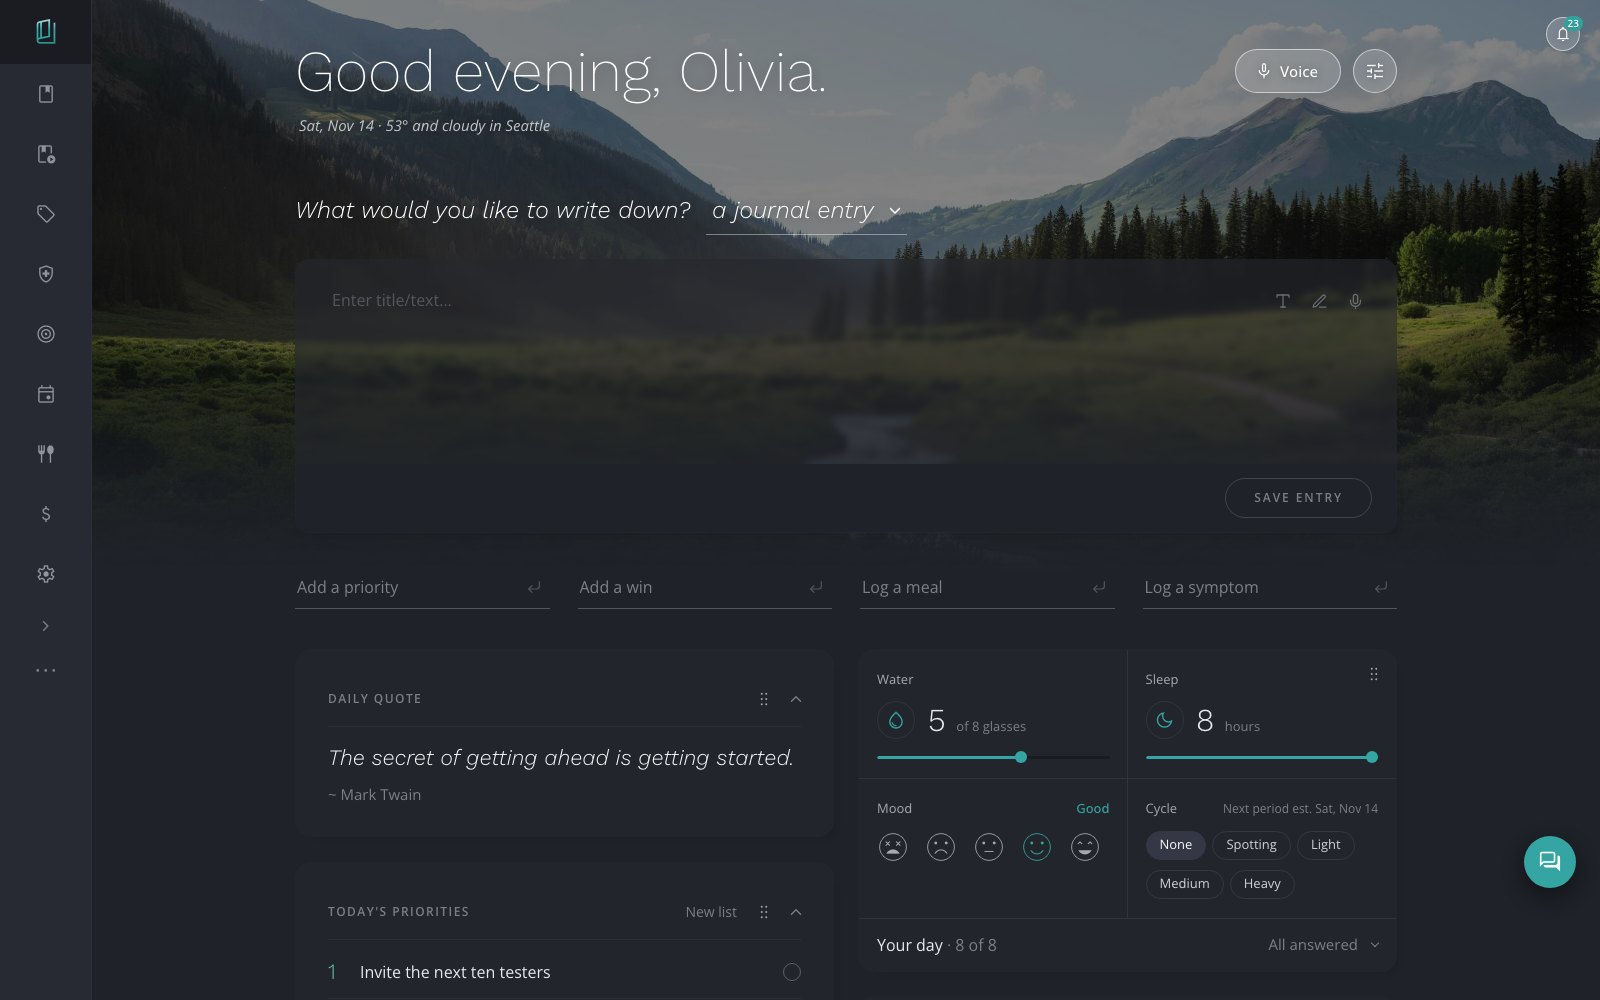 23
Good evening, Olivia.
Voice
Sat, Nov 14 · 53° and cloudy in Seattle
What would you like to write down? a journal entry
Enter title/text...
SAVE ENTRY
Add a priority
Add a win
Log a meal
Log a symptom
DAILY QUOTE
The secret of getting ahead is getting started.
~ Mark Twain
TODAY'S PRIORITIES
New list
1 Invite the next ten testers
Water
5 of 8 glasses
Sleep
8 hours
Mood
Good
Cycle
Next period est. Sat, Nov 14
None
Spotting
Light
Medium
Heavy
Your day · 8 of 8
All answered